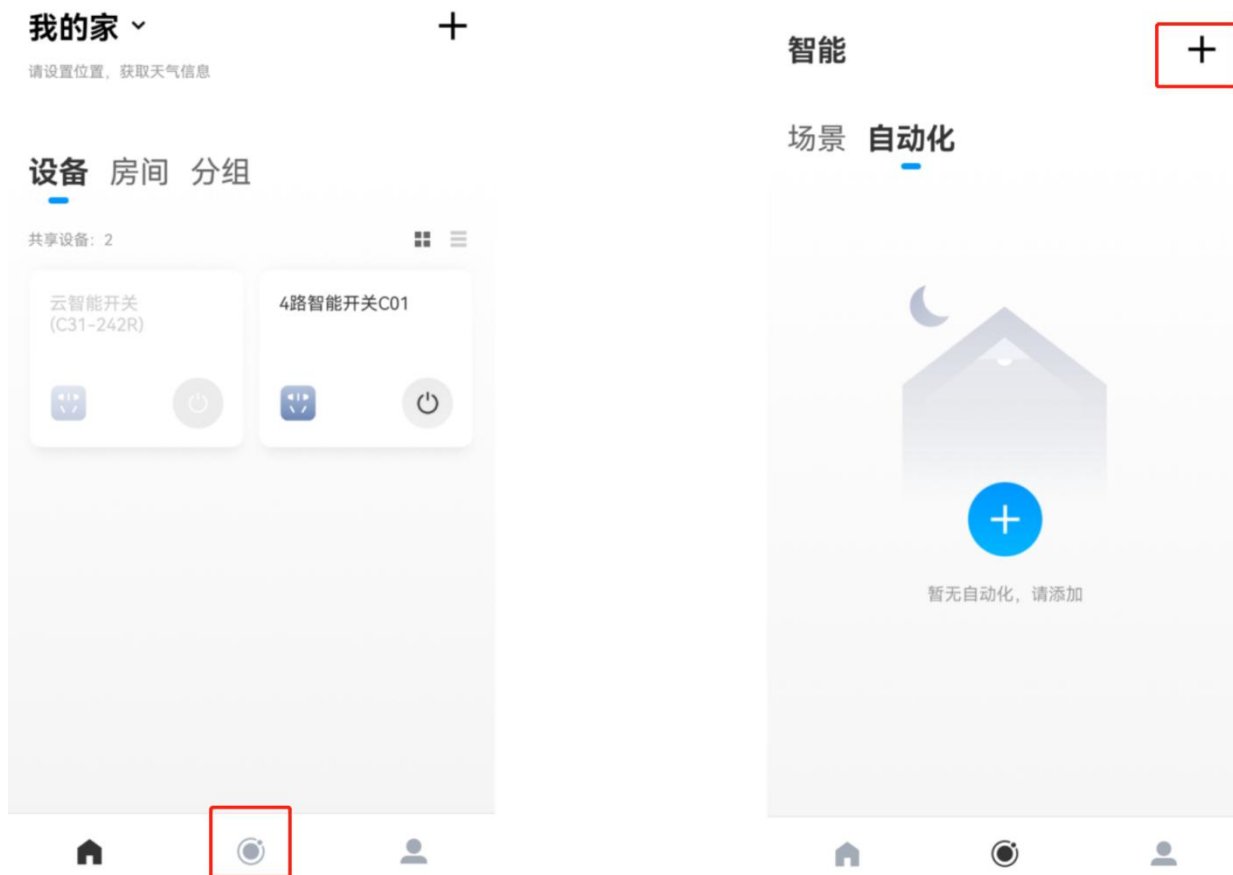 我的家
请设置位置，获取天气信息
设备 房间 分组
共享设备：2
云智能开关
(C31-242R)
4路智能开关C01
智能
场景 自动化
暂无自动化，请添加